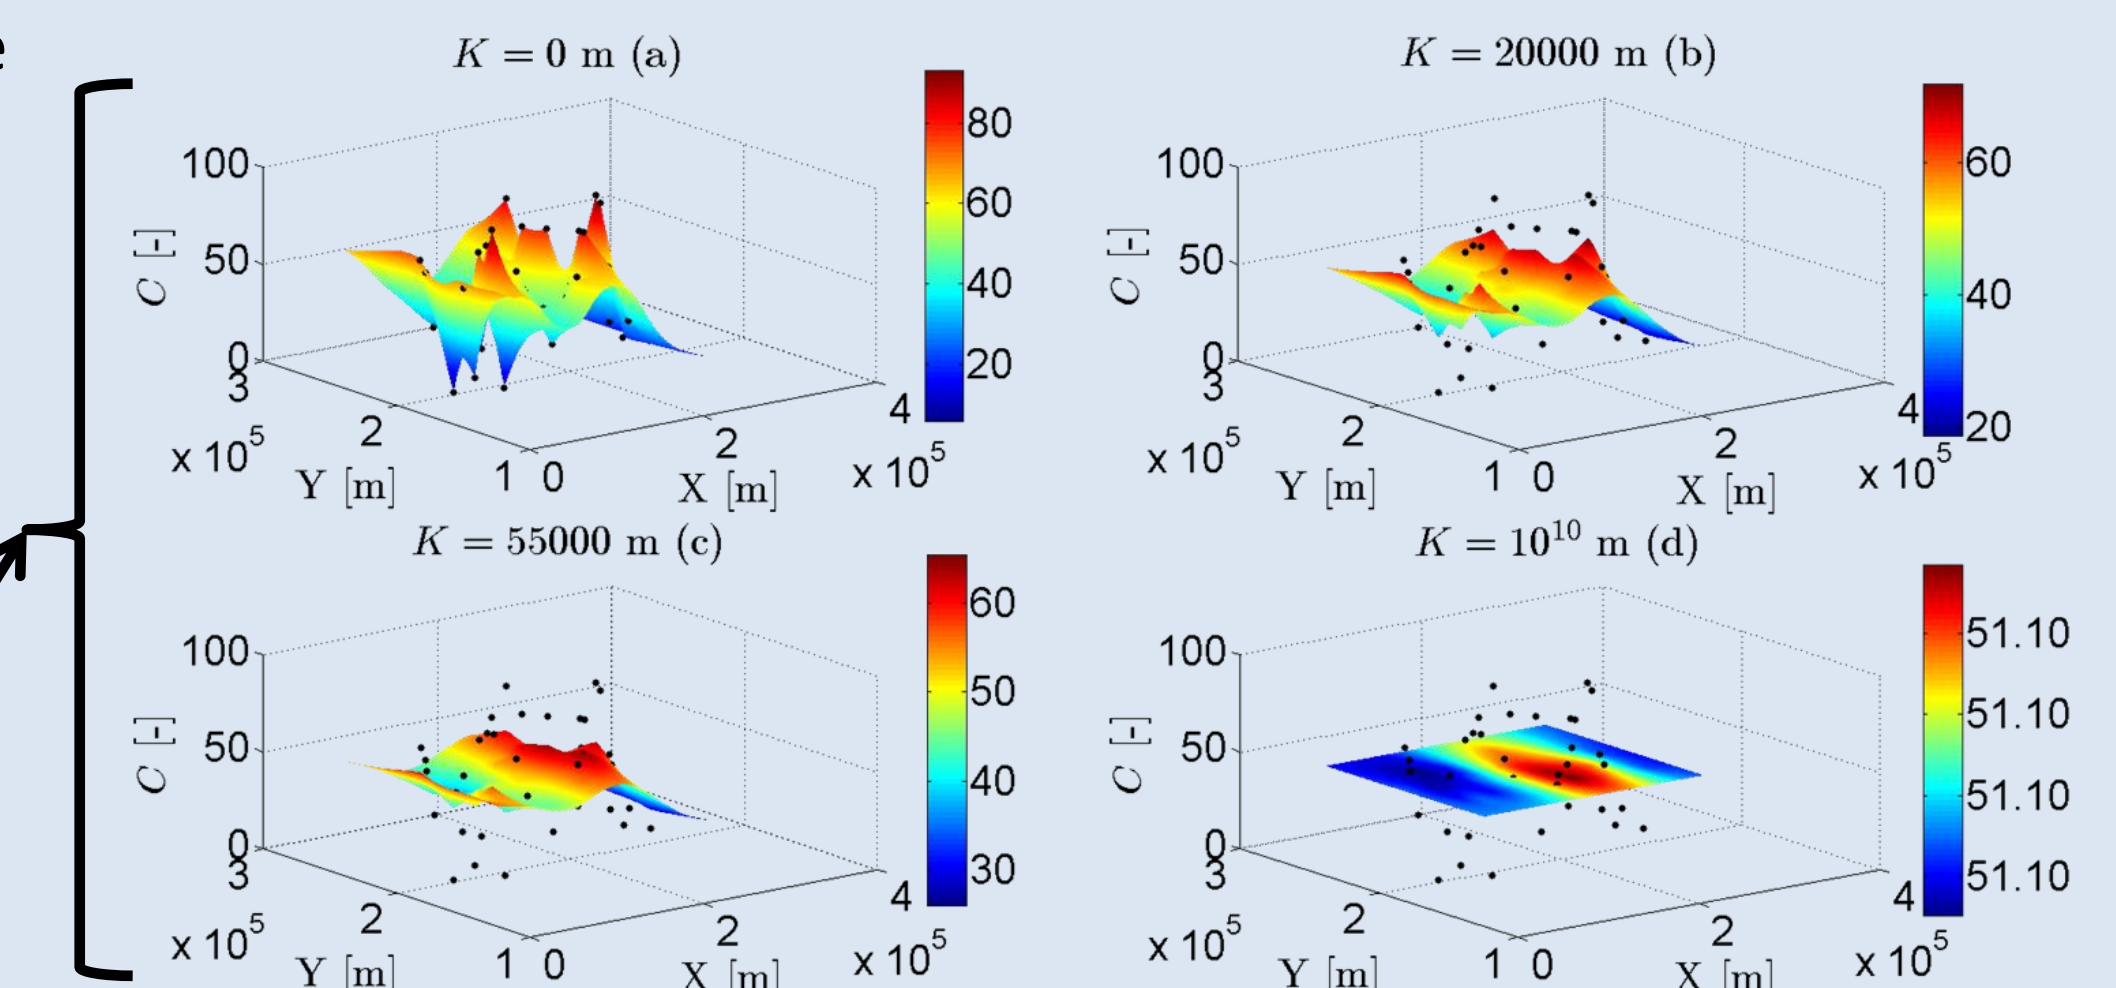 e
K = 0 m (a)
C [-]
100
50
0
3
2
1
x 10^5
Y [m]
0
2
4
x 10^5
X [m]
80
60
40
20
K = 20000 m (b)
C [-]
100
50
0
3
2
1
x 10^5
Y [m]
0
2
4
x 10^5
X [m]
60
40
20
K = 55000 m (c)
C [-]
100
50
0
3
2
1
x 10^5
Y [m]
0
2
4
x 10^5
X [m]
60
50
40
30
K = 10^10 m (d)
C [-]
100
50
0
3
2
1
x 10^5
Y [m]
0
2
4
x 10^5
X [m]
51.10
51.10
51.10
51.10